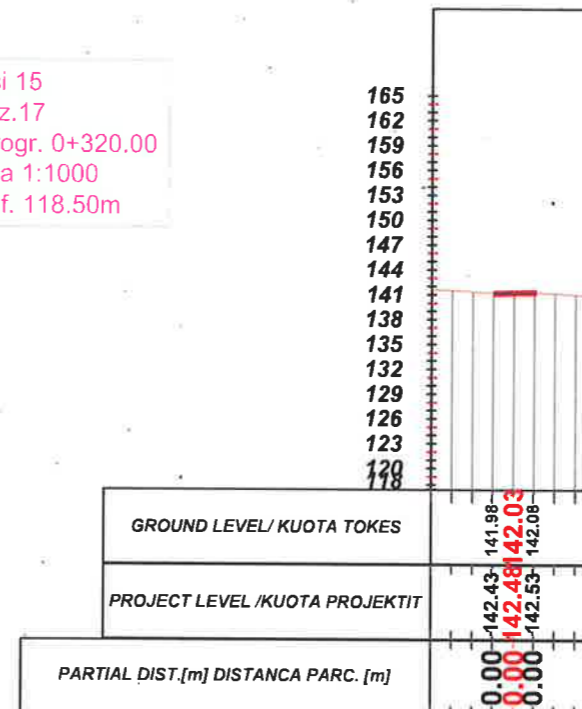 si 15
z.17
ogr. 0+320.00
a 1:1000
f. 118.50m
165
162
159
156
153
150
147
144
141
138
135
132
129
126
123
120
118
GROUND LEVEL/ KUOTA TOKES
141.98 142.03 142.08
PROJECT LEVEL /KUOTA PROJEKTIT
142.43 142.48 142.53
PARTIAL DIST.[m] DISTANCA PARC. [m]
0.00 0.00 0.00